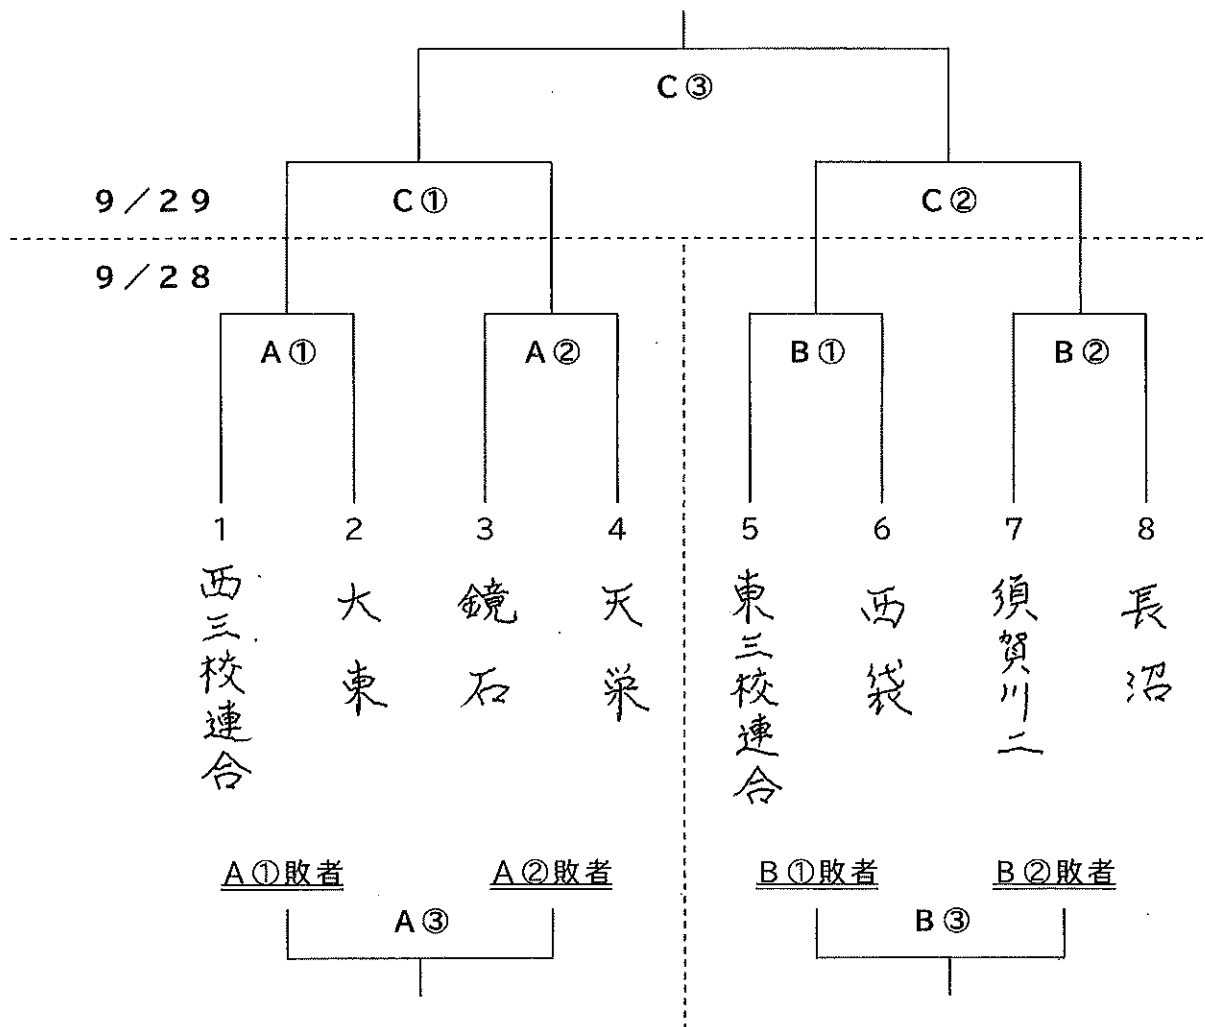 C③
9/29
C①
C②
9/28
A①
A②
B①
B②
1
2
3
4
5
6
7
8
西三校連合
大東
鏡石
天栄
東三校連合
西袋
須賀川二
長沼
A①敗者
A②敗者
B①敗者
B②敗者
A③
B③